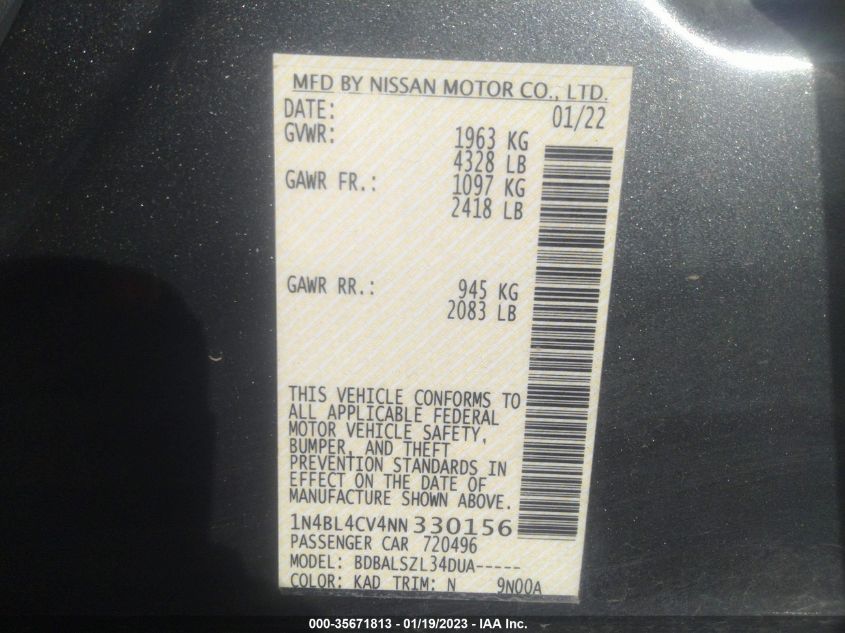 MFD BY NISSAN MOTOR CO., LTD.
DATE: 01/22
GVWR: 1963 KG
4328 LB
GAWR FR.: 1097 KG
2418 LB
GAWR RR.: 945 KG
2083 LB
THIS VEHICLE CONFORMS TO
ALL APPLICABLE FEDERAL
MOTOR VEHICLE SAFETY,
BUMPER, AND THEFT
PREVENTION STANDARDS IN
EFFECT ON THE DATE OF
MANUFACTURE SHOWN ABOVE.
1N4BL4CV4NN 330156
PASSENGER CAR 720496
MODEL: BDBALSZL34DUA-----
COLOR: KAD TRIM: N 9N00A
000-35671813 - 01/19/2023 - IAA Inc.